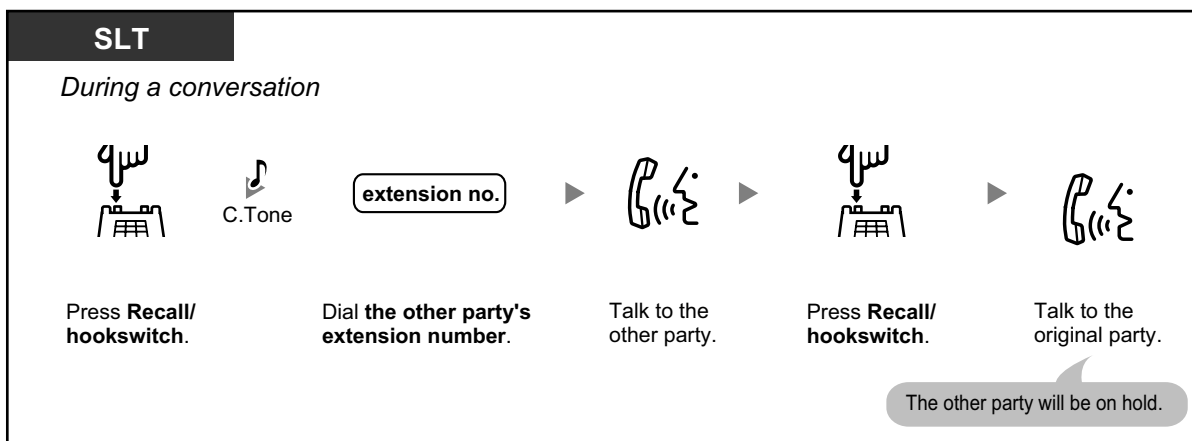 SLT
During a conversation
C.Tone
extension no.
Press Recall/
hookswitch.
Dial the other party's
extension number.
Talk to the
other party.
Press Recall/
hookswitch.
Talk to the
original party.
The other party will be on hold.